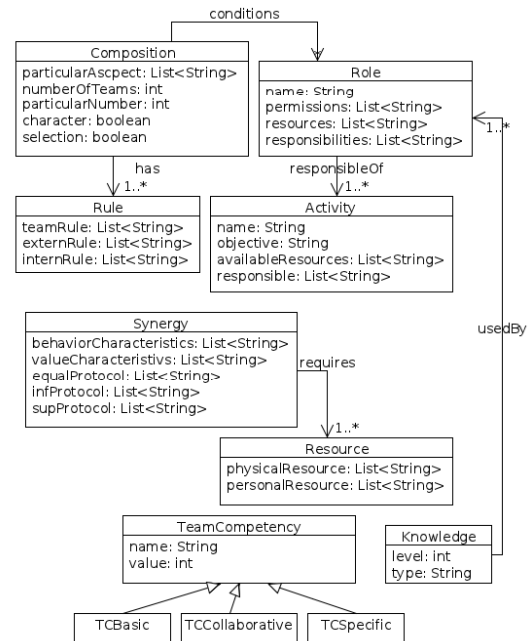 conditions
Composition
particularAscpect: List<String>
numberOfTeams: int
particularNumber: int
character: boolean
selection: boolean
Role
name: String
permissions: List<String>
resources: List<String>
responsibilities: List<String>
1..*
has
1..*
responsibleOf
1..*
Rule
teamRule: List<String>
externRule: List<String>
internRule: List<String>
Activity
name: String
objective: String
availableResources: List<String>
responsible: List<String>
Synergy
behaviorCharacteristics: List<String>
valueCharacteristivs: List<String>
equalProtocol: List<String>
infProtocol: List<String>
supProtocol: List<String>
usedBy
requires
1..*
Resource
physicalResource: List<String>
personalResource: List<String>
TeamCompetency
name: String
value: int
Knowledge
level: int
type: String
TCBasic
TCCollaborative
TCSpecific